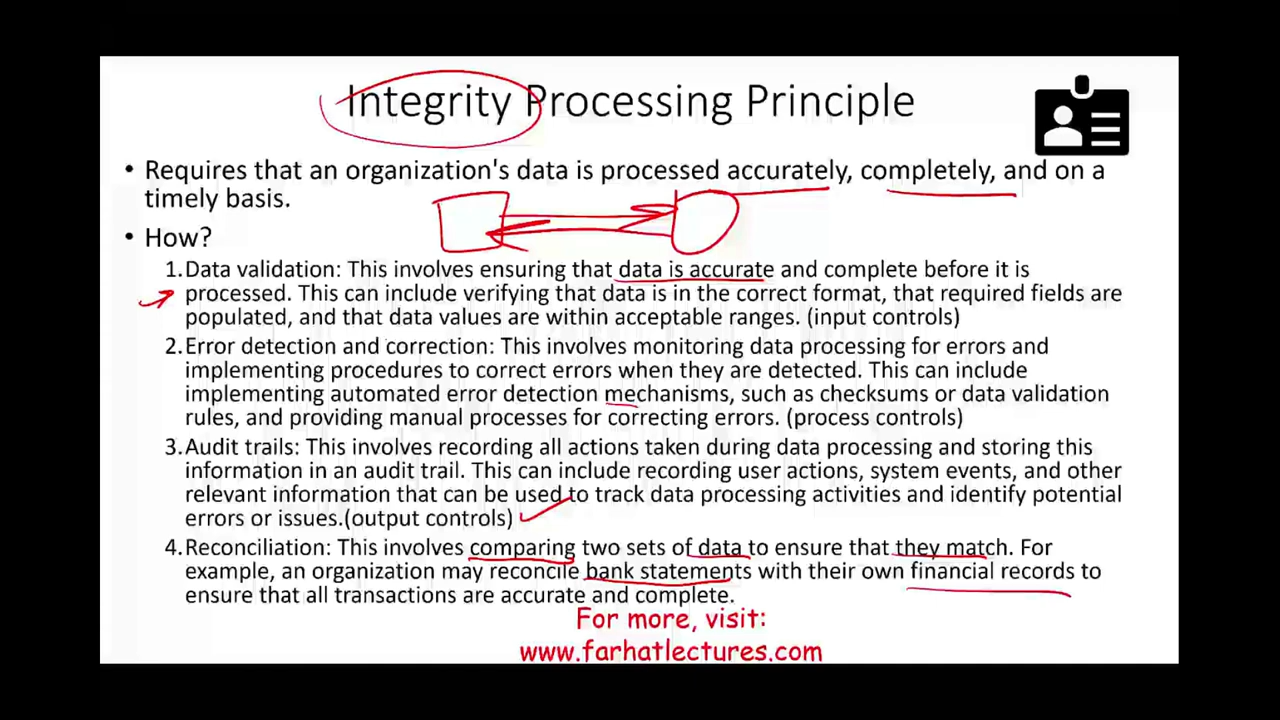 Integrity Processing Principle
• Requires that an organization's data is processed accurately, completely, and on a
timely basis.
• How?
1.Data validation: This involves ensuring that data is accurate and complete before it is
processed. This can include verifying that data is in the correct format, that required fields are
populated, and that data values are within acceptable ranges. (input controls)
2.Error detection and correction: This involves monitoring data processing for errors and
implementing procedures to correct errors when they are detected. This can include
implementing automated error detection mechanisms, such as checksums or data validation
rules, and providing manual processes for correcting errors. (process controls)
3.Audit trails: This involves recording all actions taken during data processing and storing this
information in an audit trail. This can include recording user actions, system events, and other
relevant information that can be used to track data processing activities and identify potential
errors or issues.(output controls)
4.Reconciliation: This involves comparing two sets of data to ensure that they match. For
example, an organization may reconcile bank statements with their own financial records to
ensure that all transactions are accurate and complete.
For more, visit:
www.farhatlectures.com